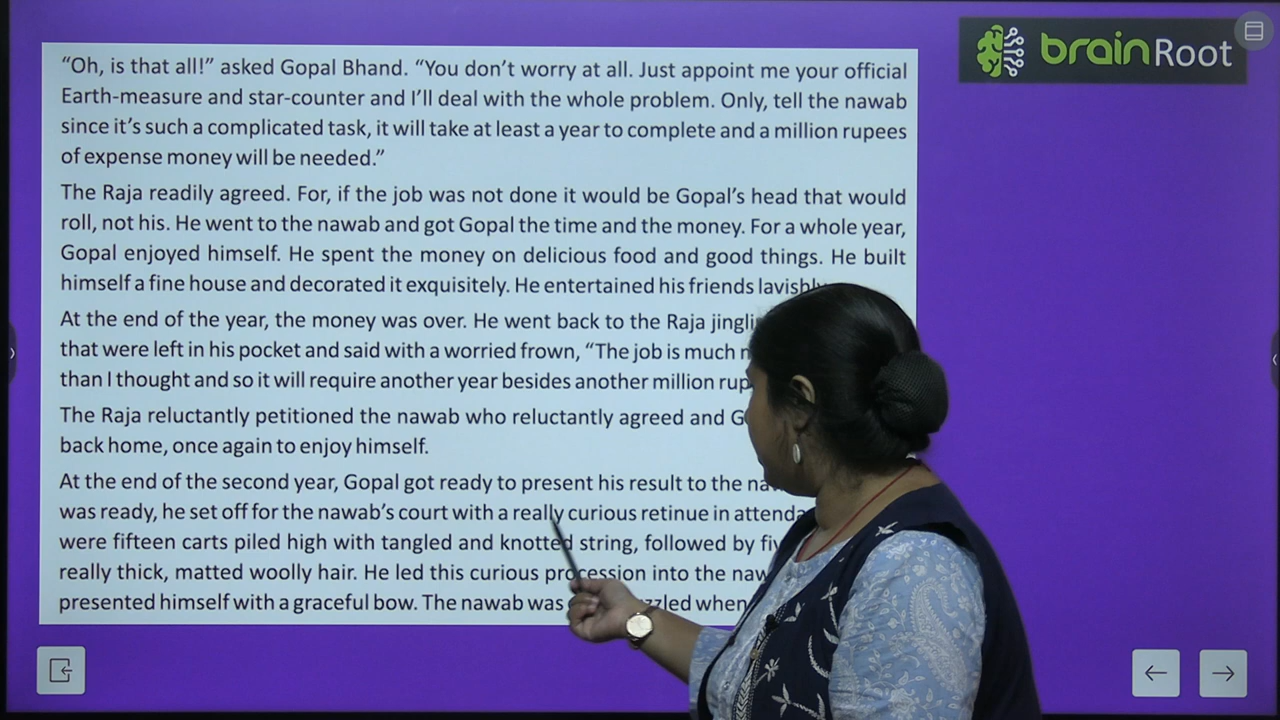 brainRoot
“Oh, is that all!” asked Gopal Bhand. “You don’t worry at all. Just appoint me your official
Earth-measure and star-counter and I’ll deal with the whole problem. Only, tell the nawab
since it’s such a complicated task, it will take at least a year to complete and a million rupees
of expense money will be needed.”
The Raja readily agreed. For, if the job was not done it would be Gopal’s head that would
roll, not his. He went to the nawab and got Gopal the time and the money. For a whole year,
Gopal enjoyed himself. He spent the money on delicious food and good things. He built
himself a fine house and decorated it exquisitely. He entertained his friends lavishly
At the end of the year, the money was over. He went back to the Raja
that were left in his pocket and said with a worried frown, “The job is much
than I thought and so it will require another year besides another million
The Raja reluctantly petitioned the nawab who reluctantly agreed and
back home, once again to enjoy himself.
At the end of the second year, Gopal got ready to present his result to the
was ready, he set off for the nawab’s court with a really curious retinue in
were fifteen carts piled high with tangled and knotted string, followed by
really thick, matted woolly hair. He led this curious procession into the
presented himself with a graceful bow. The nawab was when